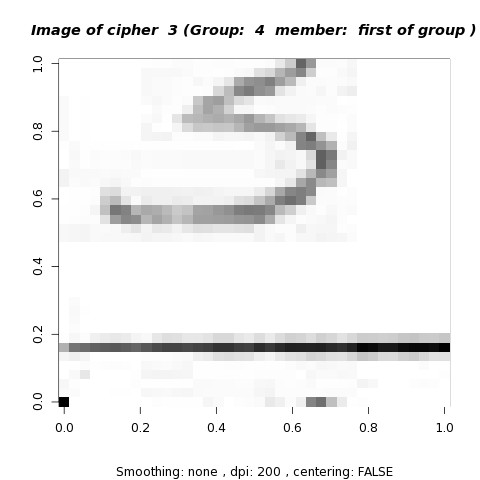 Image of cipher 3 (Group: 4 member: first of group )
1.0
0.8
0.6
0.4
0.2
0.0
3
0.0 0.2 0.4 0.6 0.8 1.0
Smoothing: none , dpi: 200 , centering: FALSE